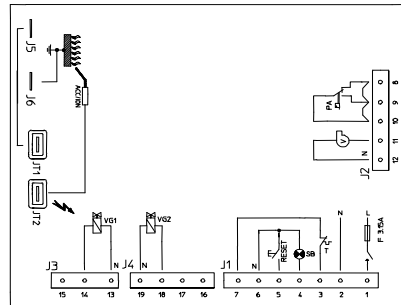 J5
J6
ACCION
JT1
JT2
PA
V
N
J2
8
9
10
11
12
VG1
N
VG2
N
RESET
SB
T
N
L
F 3.15A
J3
J4
J1
15 14 13
19 18 17 16
7 6 5 4 3 2 1